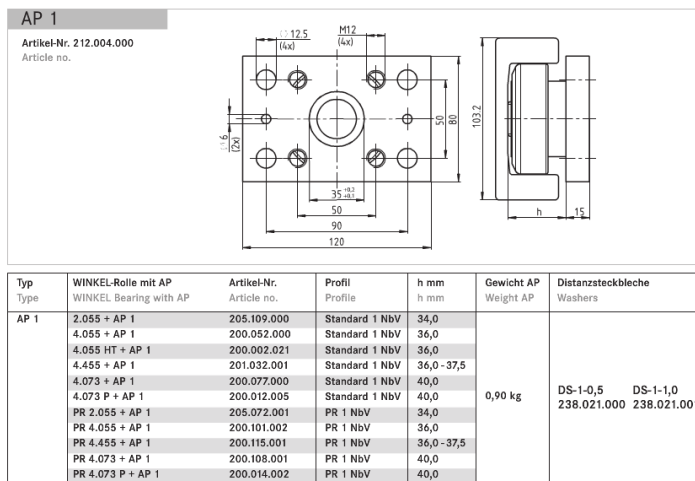 AP 1
Artikel-Nr. 212.004.000
Article no.
12.5
(4x)
M12
(4x)
6
(2x)
50
80
35 +0,2 +0,1
50
90
120
103.2
h
15
Typ WINKEL-Rolle mit AP Artikel-Nr. Profil h mm Gewicht AP Distanzsteckbleche
Type WINKEL Bearing with AP Article no. Profile h mm Weight AP Washers
AP 1 2.055 + AP 1 205.109.000 Standard 1 NbV 34,0
4.055 + AP 1 200.052.000 Standard 1 NbV 36,0
4.055 HT + AP 1 200.002.021 Standard 1 NbV 36,0
4.455 + AP 1 201.032.001 Standard 1 NbV 36,0 - 37,5
4.073 + AP 1 200.077.000 Standard 1 NbV 40,0
4.073 P + AP 1 200.012.005 Standard 1 NbV 40,0
0,90 kg
DS-1-0,5 DS-1-1,0
238.021.000 238.021.00
PR 2.055 + AP 1 205.072.001 PR 1 NbV 34,0
PR 4.055 + AP 1 200.101.002 PR 1 NbV 36,0
PR 4.455 + AP 1 200.115.001 PR 1 NbV 36,0 - 37,5
PR 4.073 + AP 1 200.108.001 PR 1 NbV 40,0
PR 4.073 P + AP 1 200.014.002 PR 1 NbV 40,0